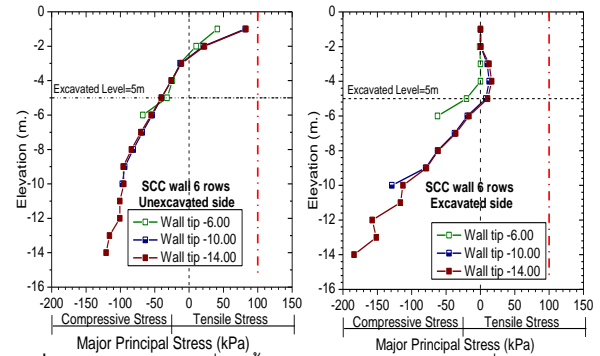 0
-2
-4
-6
-8
-10
-12
-14
-16
Elevation (m.)
Excavated Level=5m
SCC wall 6 rows
Unexcavated side
Wall tip -6.00
Wall tip -10.00
Wall tip -14.00
-200 -150 -100 -50 0 50 100 150
Compressive Stress Tensile Stress
Major Principal Stress (kPa)
0
-2
-4
-6
-8
-10
-12
-14
-16
Elevation (m.)
Excavated Level=5m
SCC wall 6 rows
Excavated side
Wall tip -6.00
Wall tip -10.00
Wall tip -14.00
-200 -150 -100 -50 0 50 100 150
Compressive Stress Tensile Stress
Major Principal Stress (kPa)